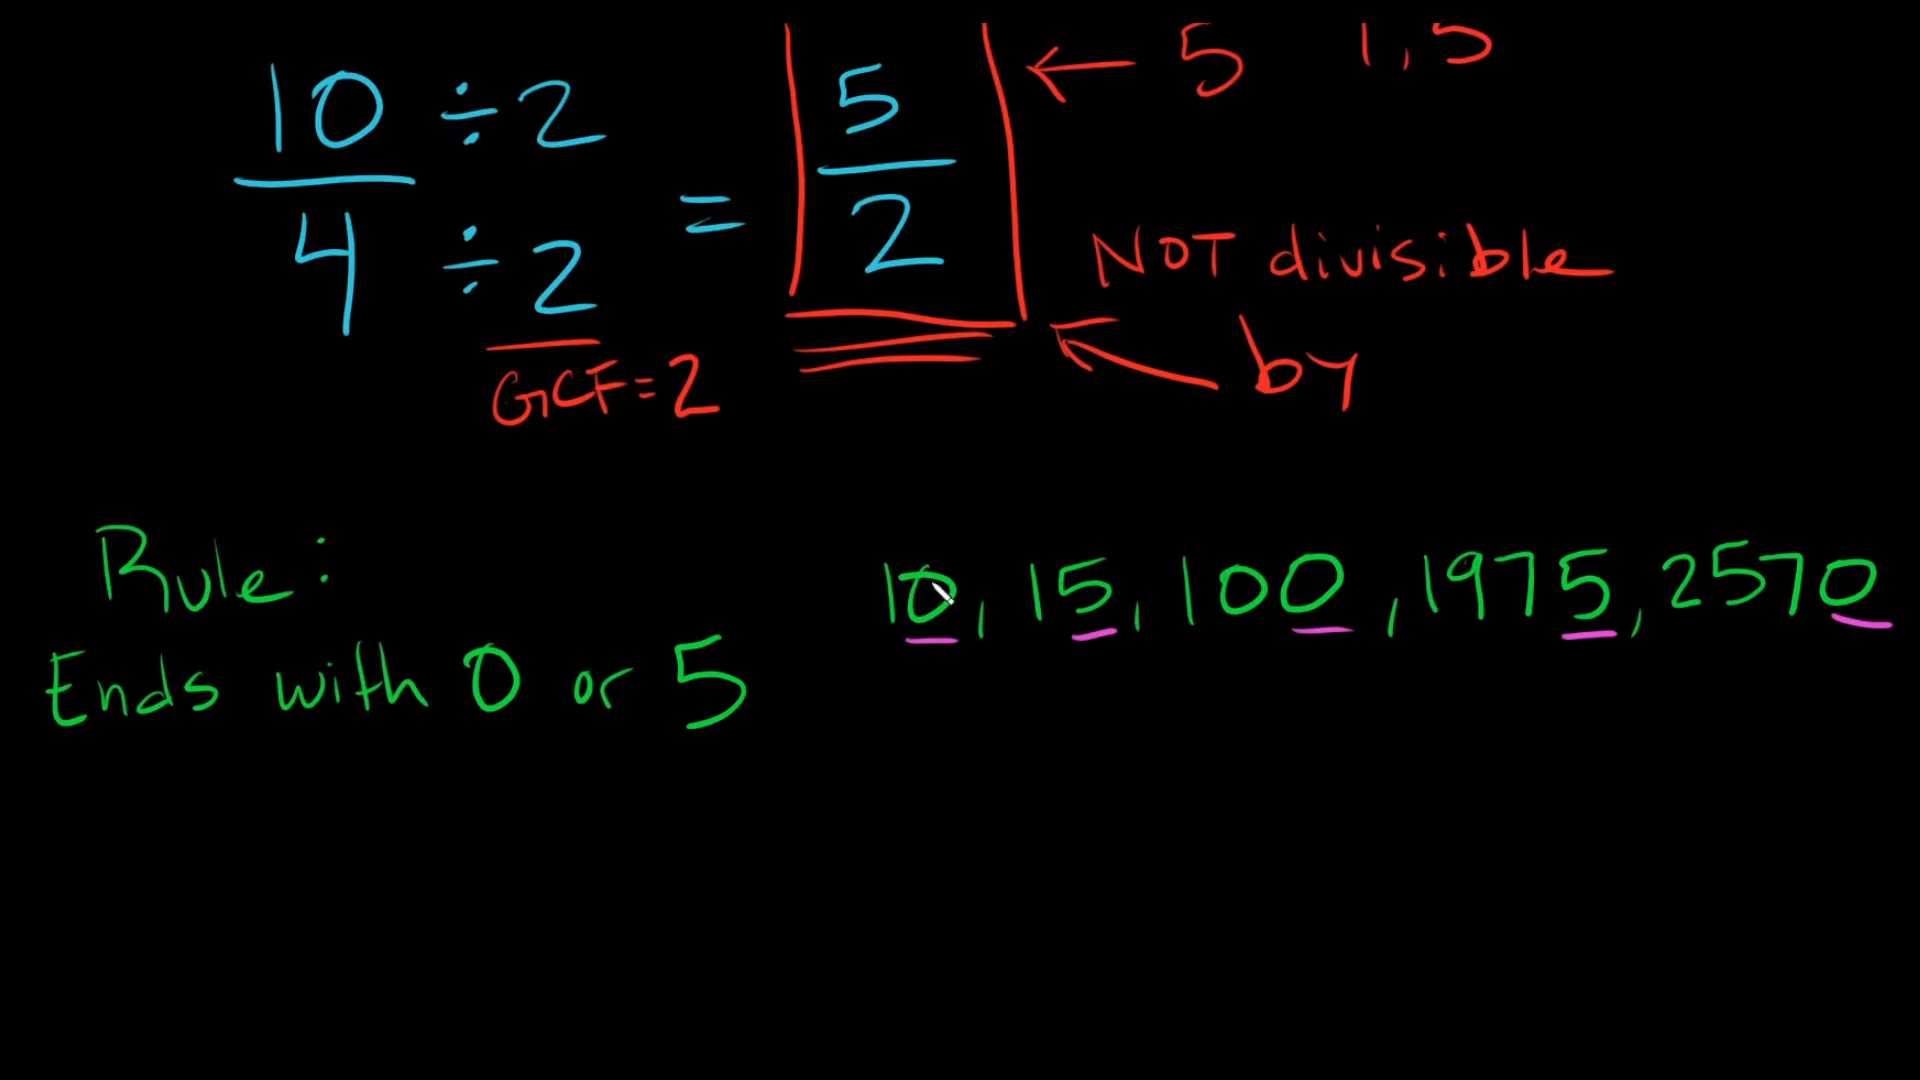 10 ÷2 = 5 ← 5 1,5
4 ÷2 2 NOT divisible
GCF=2 by
Rule: 10, 15, 100, 1975, 2570
Ends with 0 or 5